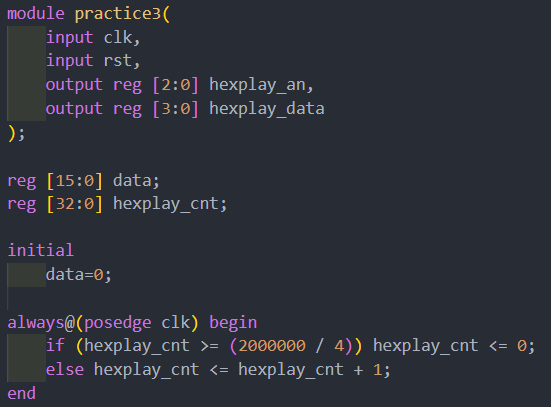 module practice3(
    input clk,
    input rst,
    output reg [2:0] hexplay_an,
    output reg [3:0] hexplay_data
);

reg [15:0] data;
reg [32:0] hexplay_cnt;

initial
    data=0;

always@(posedge clk) begin
    if (hexplay_cnt >= (2000000 / 4)) hexplay_cnt <= 0;
    else hexplay_cnt <= hexplay_cnt + 1;
end